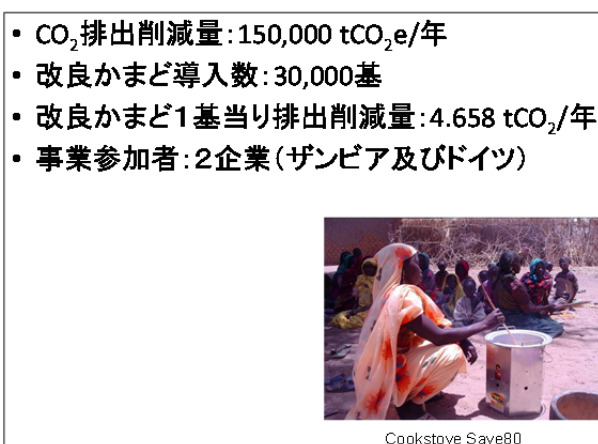 • CO₂排出削減量:150,000 tCO₂e/年
• 改良かまど導入数:30,000基
• 改良かまど1基当り排出削減量:4.658 tCO₂/年
• 事業参加者:2企業(ザンビア及びドイツ)
Cookstove Save80